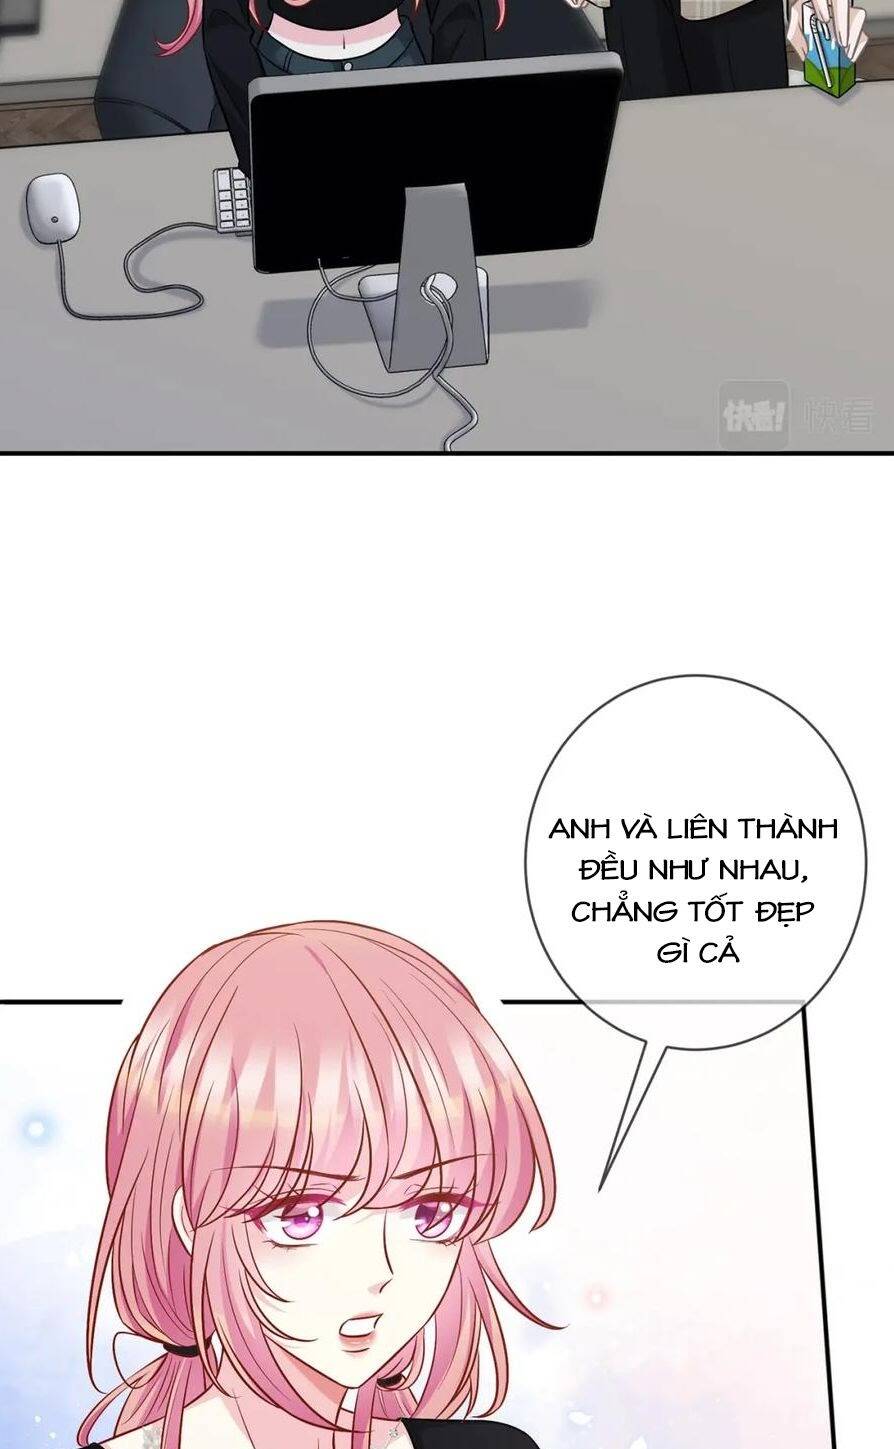 快看! 快看
ANH VÀ LIÊN THÀNH
ĐỀU NHƯ NHAU,
CHẲNG TỐT ĐẸP
GÌ CẢ